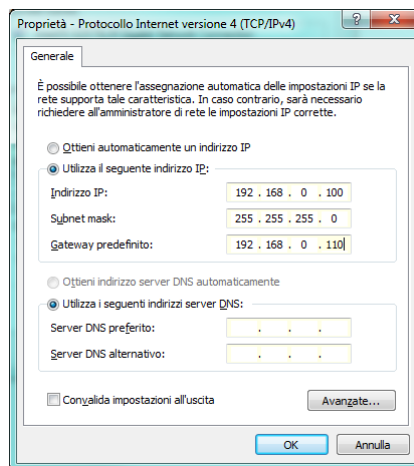 Proprietà - Protocollo Internet versione 4 (TCP/IPv4)
Generale
È possibile ottenere l'assegnazione automatica delle impostazioni IP se la
rete supporta tale caratteristica. In caso contrario, sarà necessario
richiedere all'amministratore di rete le impostazioni IP corrette.
Ottieni automaticamente un indirizzo IP
Utilizza il seguente indirizzo IP:
Indirizzo IP: 192 . 168 . 0 . 100
Subnet mask: 255 . 255 . 255 . 0
Gateway predefinito: 192 . 168 . 0 . 110
Ottieni indirizzo server DNS automaticamente
Utilizza i seguenti indirizzi server DNS:
Server DNS preferito: . . .
Server DNS alternativo: . . .
Convalida impostazioni all'uscita
Avanzate...
OK Annulla